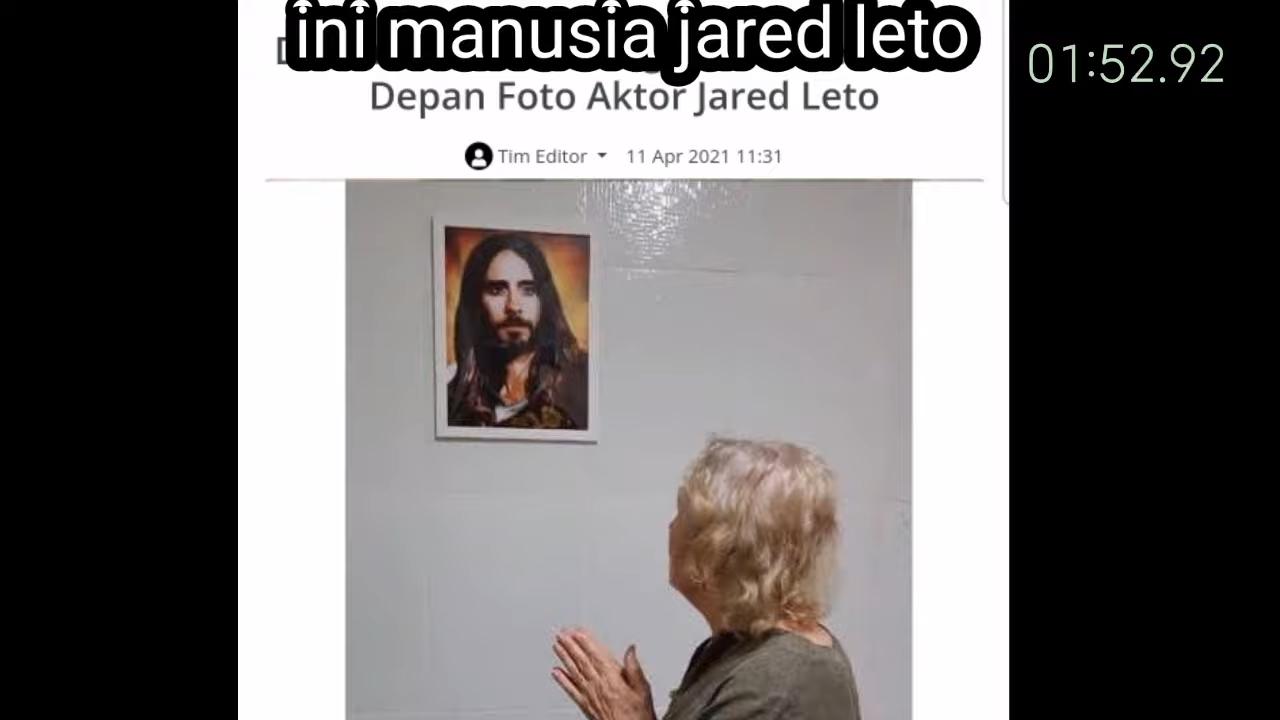 ini manusia jared leto
01:52.92
Depan Foto Aktor Jared Leto
Tim Editor 11 Apr 2021 11:31